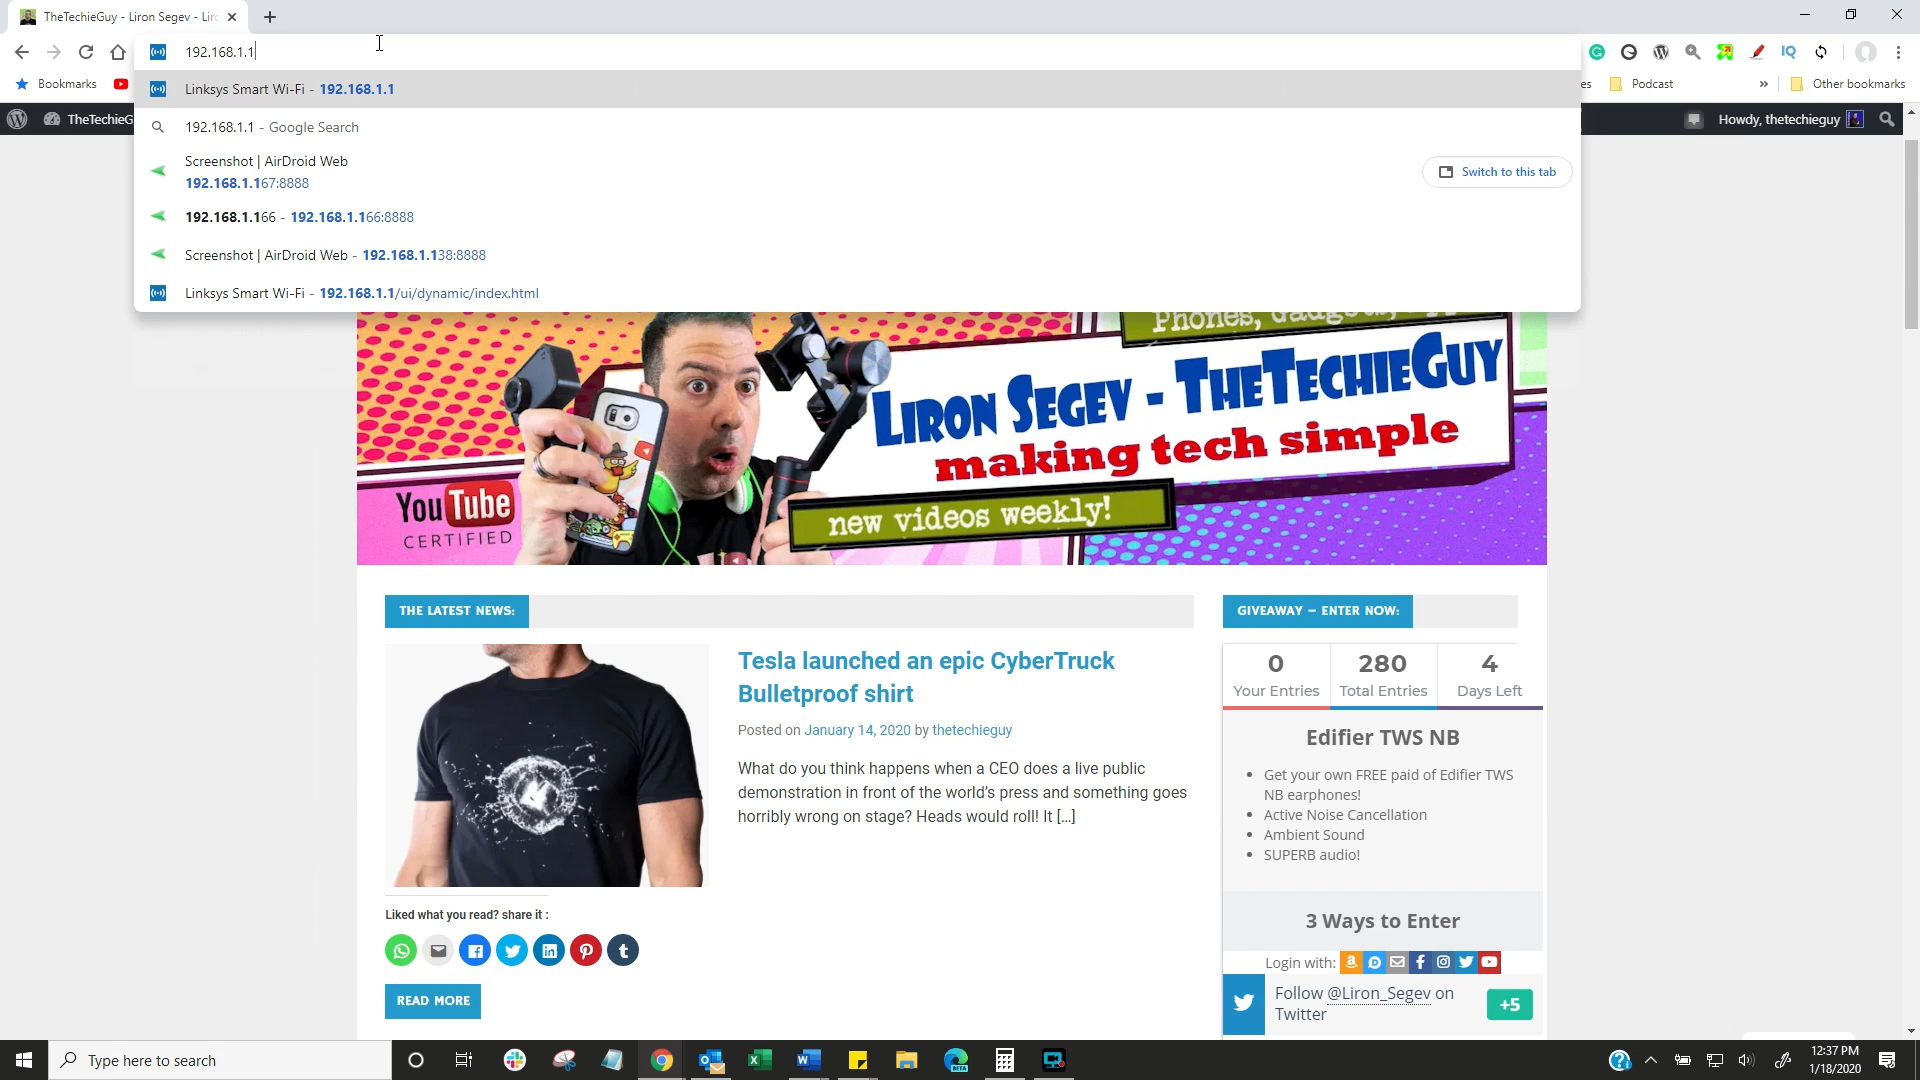 TheTechieGuy - Liron Segev - Lir
192.168.1.1
Bookmarks
es
Podcast
»
Other bookmarks
Linksys Smart Wi-Fi - 192.168.1.1
192.168.1.1 - Google Search
Screenshot | AirDroid Web
192.168.1.167:8888
Switch to this tab
192.168.1.166 - 192.168.1.166:8888
Screenshot | AirDroid Web - 192.168.1.138:8888
Linksys Smart Wi-Fi - 192.168.1.1/ui/dynamic/index.html
TheTechieG
Howdy, thetechieguy
Phones, Gadgets,
LIRON SEGEV - THETECHIEGUY
making tech simple
YouTube
CERTIFIED
new videos weekly!
THE LATEST NEWS:
GIVEAWAY – ENTER NOW:
Tesla launched an epic CyberTruck
Bulletproof shirt
Posted on January 14, 2020 by thetechieguy
What do you think happens when a CEO does a live public
demonstration in front of the world's press and something goes
horribly wrong on stage? Heads would roll! It [...]
Liked what you read? share it :
READ MORE
0
Your Entries
280
Total Entries
4
Days Left
Edifier TWS NB
• Get your own FREE paid of Edifier TWS
NB earphones!
• Active Noise Cancellation
• Ambient Sound
• SUPERB audio!
3 Ways to Enter
Login with:
Follow @Liron_Segev on
Twitter
+5
Type here to search
12:37 PM
1/18/2020